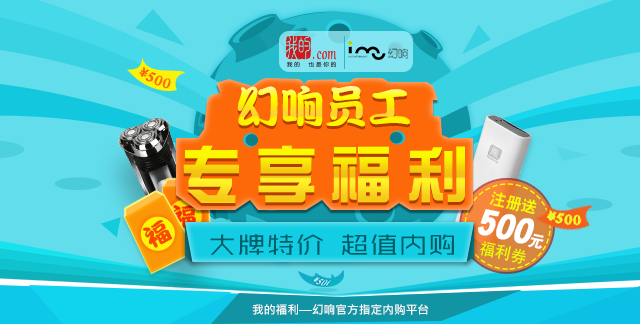 我的.com
我的 也是你的
imu 幻响
¥500
幻响员工
专享福利
注册送
500元
福利券
¥500
福
福
大牌特价 超值内购
我的福利—幻响官方指定内购平台